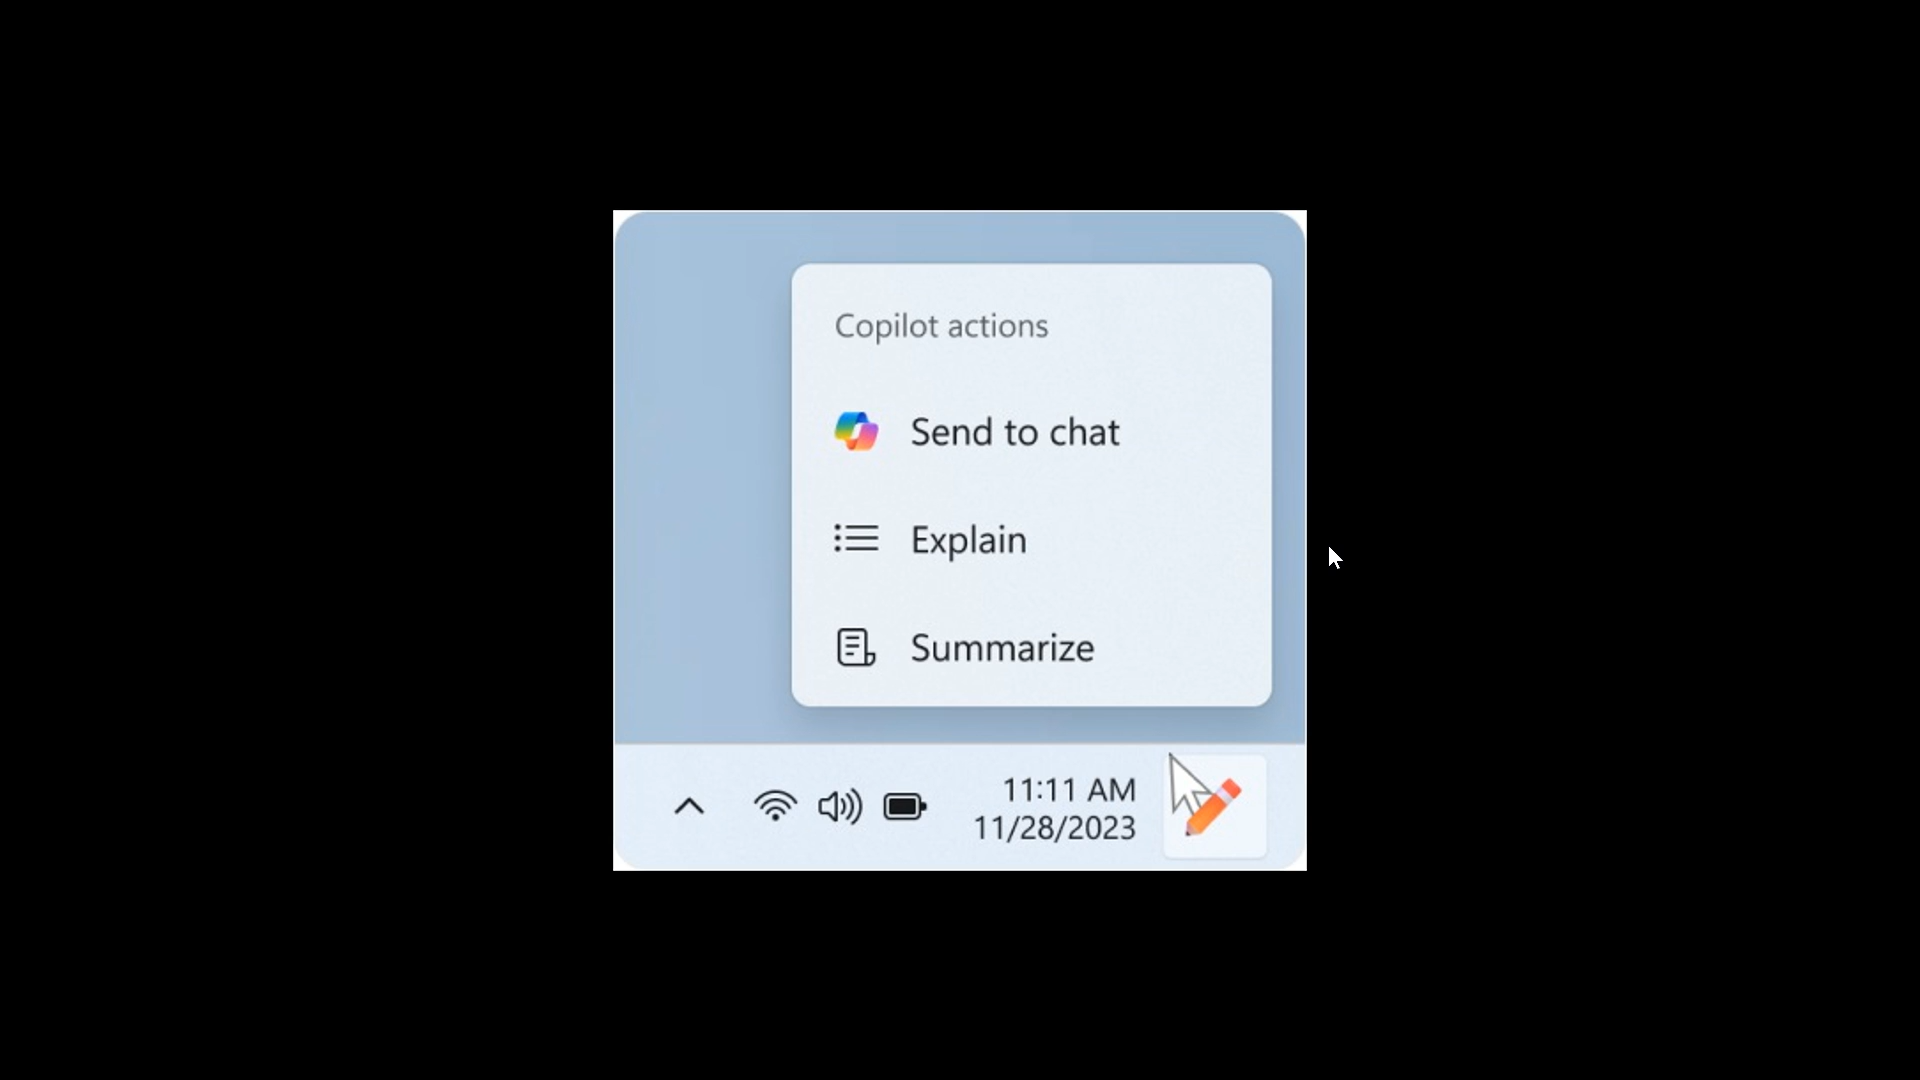 Copilot actions
Send to chat
Explain
Summarize
11:11 AM
11/28/2023